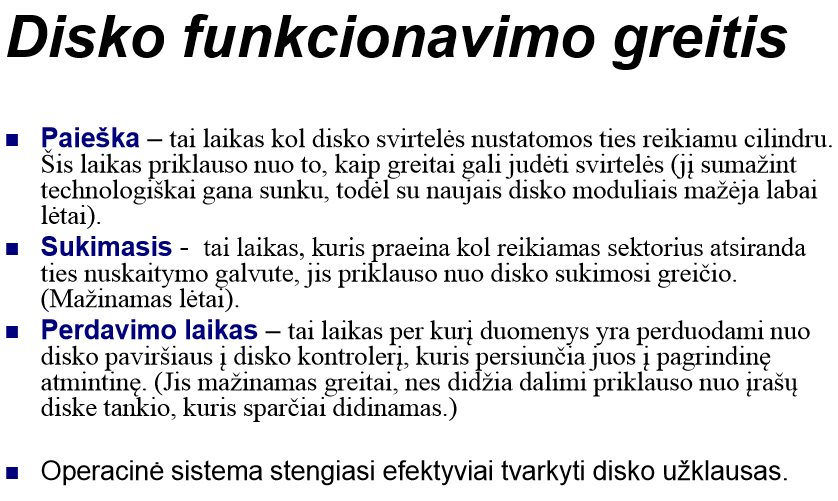 Disko funkcionavimo greitis
Paieška – tai laikas kol disko svirtelės nustatomos ties reikiamu cilindru.
Šis laikas priklauso nuo to, kaip greitai gali judėti svirtelės (jį sumažint
technologiškai gana sunku, todėl su naujais disko moduliais mažėja labai
lėtai).
Sukimasis - tai laikas, kuris praeina kol reikiamas sektorius atsiranda
ties nuskaitymo galvute, jis priklauso nuo disko sukimosi greičio.
(Mažinamas lėtai).
Perdavimo laikas – tai laikas per kurį duomenys yra perduodami nuo
disko paviršiaus į disko kontrolerį, kuris persiunčia juos į pagrindinę
atmintinę. (Jis mažinamas greitai, nes didžia dalimi priklauso nuo įrašų
diske tankio, kuris sparčiai didinamas.)
Operacinė sistema stengiasi efektyviai tvarkyti disko užklausas.